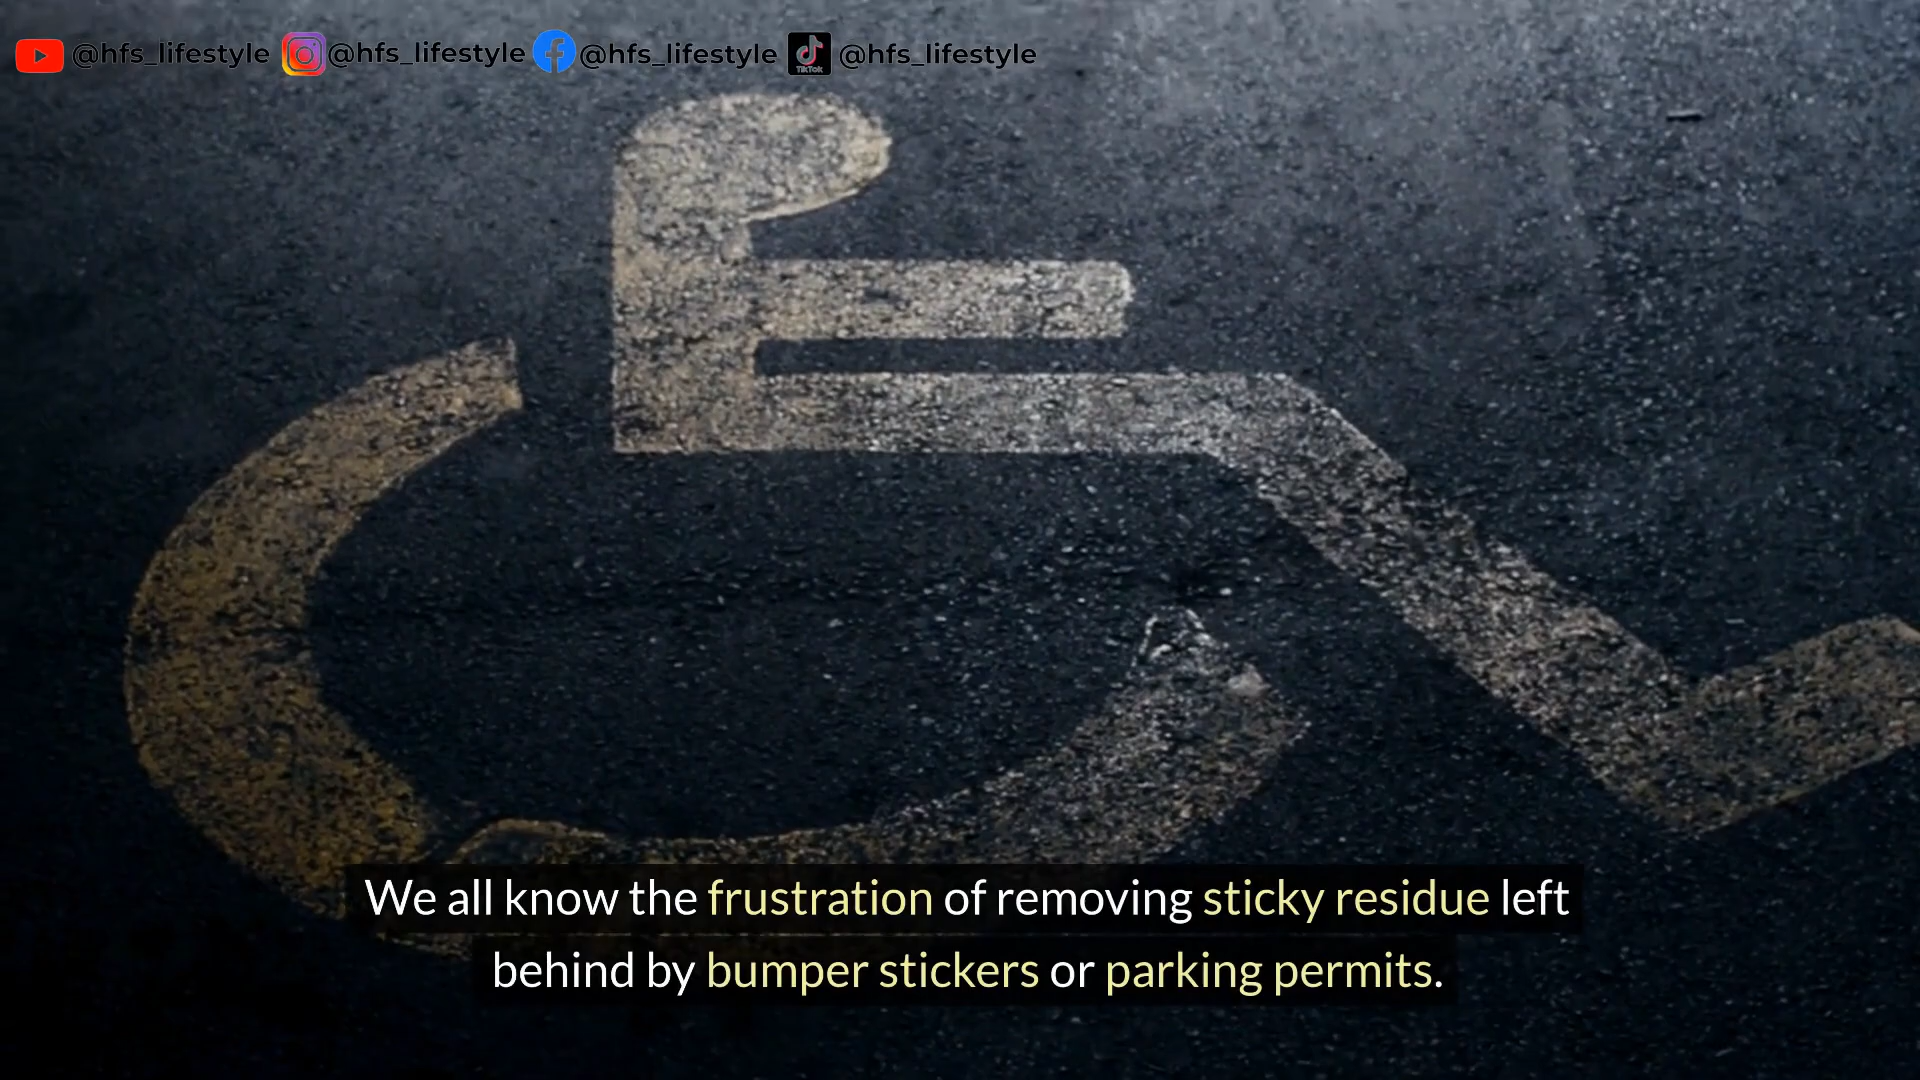 @hfs_lifestyle @hfs_lifestyle @hfs_lifestyle TikTok @hfs_lifestyle
We all know the frustration of removing sticky residue left
behind by bumper stickers or parking permits.